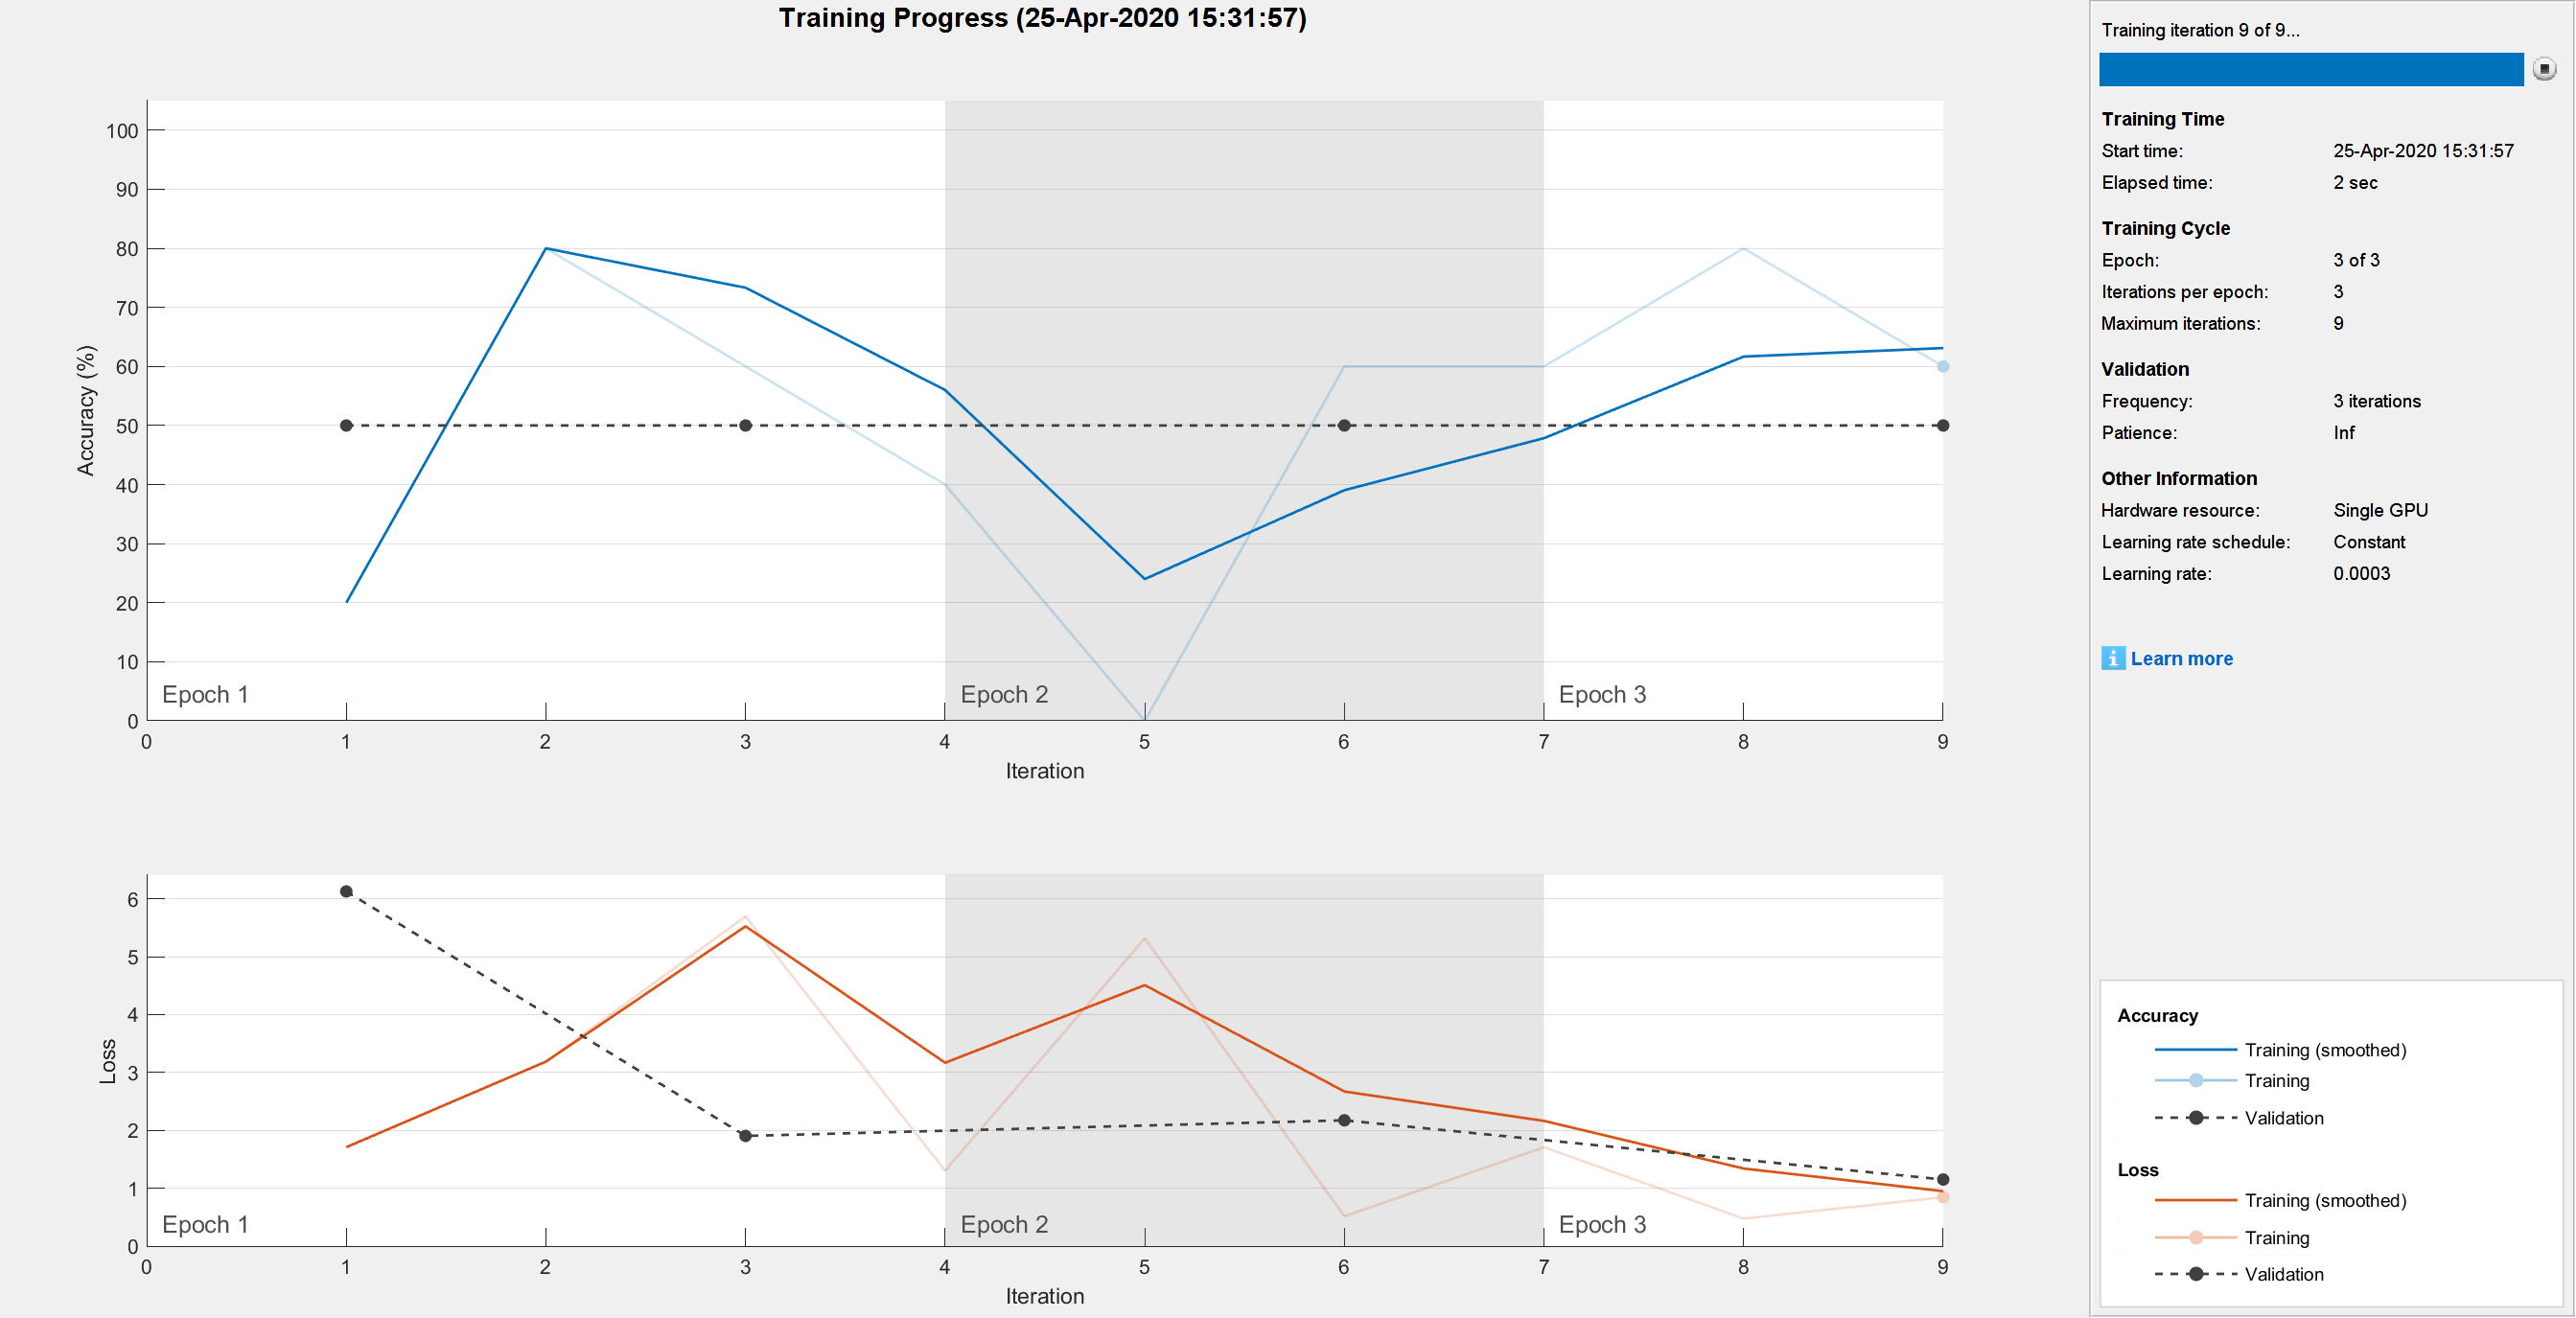 Training Progress (25-Apr-2020 15:31:57)
100
90
80
70
60
50
40
30
20
10
0
Accuracy (%)
Epoch 1
Epoch 2
Epoch 3
0 1 2 3 4 5 6 7 8 9
Iteration
6
5
4
3
2
1
0
Loss
Epoch 1
Epoch 2
Epoch 3
0 1 2 3 4 5 6 7 8 9
Iteration
Training iteration 9 of 9...
Training Time
Start time: 25-Apr-2020 15:31:57
Elapsed time: 2 sec
Training Cycle
Epoch: 3 of 3
Iterations per epoch: 3
Maximum iterations: 9
Validation
Frequency: 3 iterations
Patience: Inf
Other Information
Hardware resource: Single GPU
Learning rate schedule: Constant
Learning rate: 0.0003
i Learn more
Accuracy
Training (smoothed)
Training
Validation
Loss
Training (smoothed)
Training
Validation